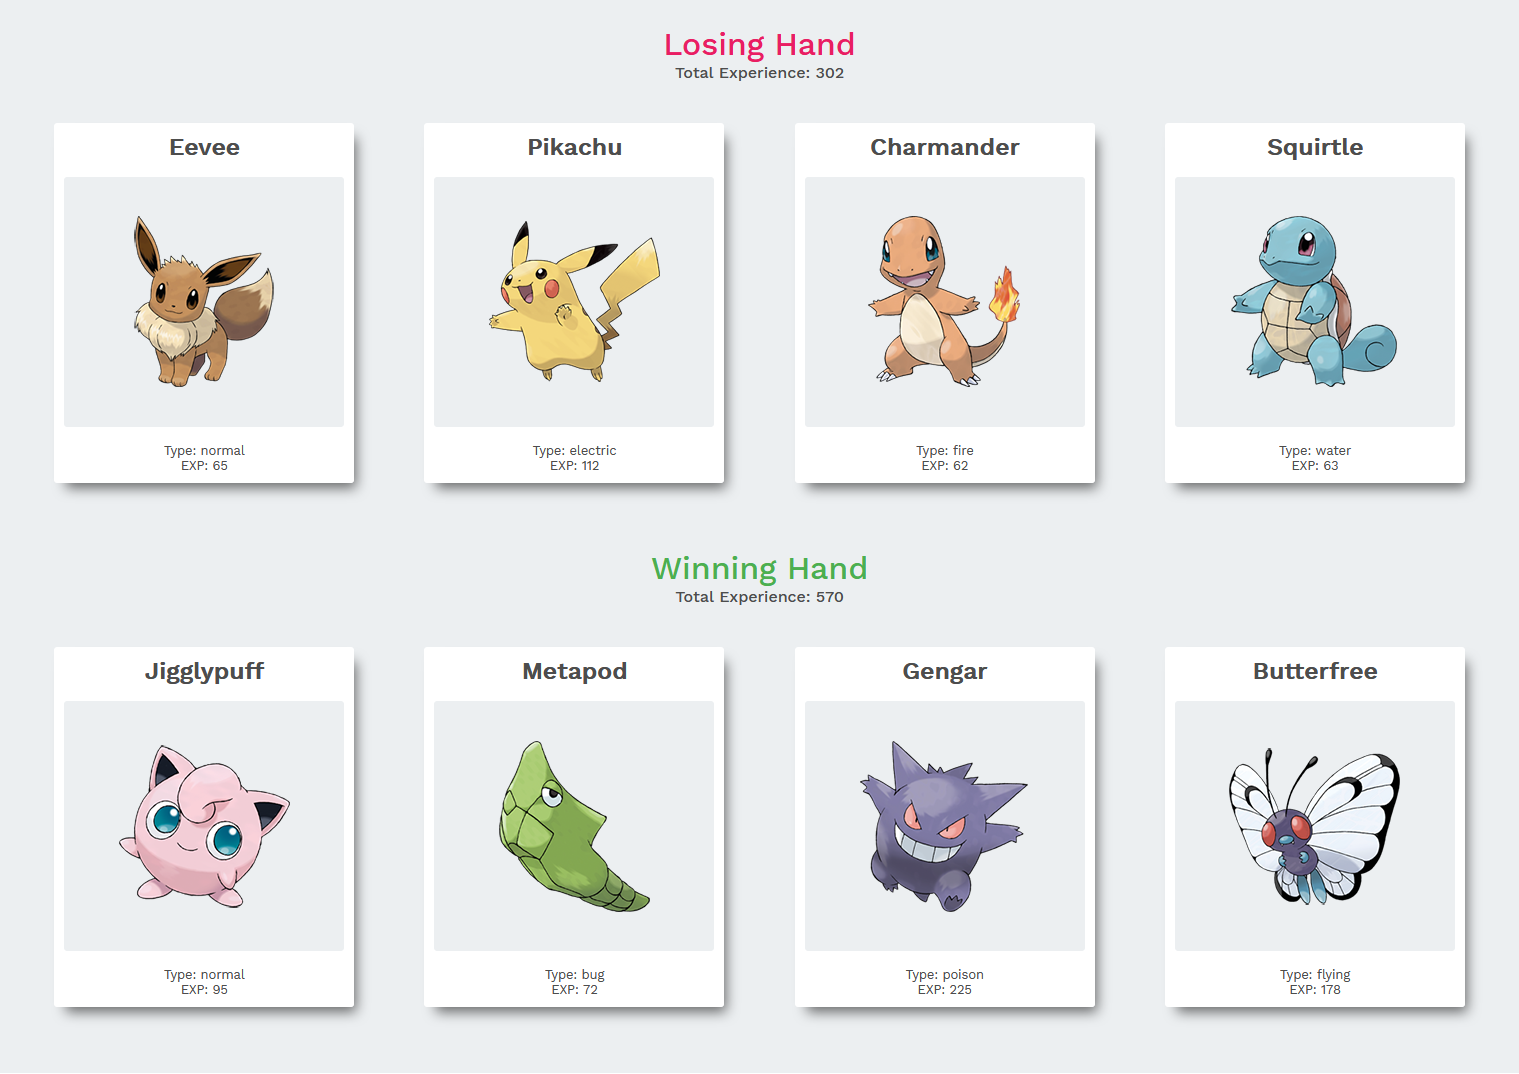 Losing Hand
Total Experience: 302
Eevee
Type: normal
EXP: 65
Pikachu
Type: electric
EXP: 112
Charmander
Type: fire
EXP: 62
Squirtle
Type: water
EXP: 63
Winning Hand
Total Experience: 570
Jigglypuff
Type: normal
EXP: 95
Metapod
Type: bug
EXP: 72
Gengar
Type: poison
EXP: 225
Butterfree
Type: flying
EXP: 178